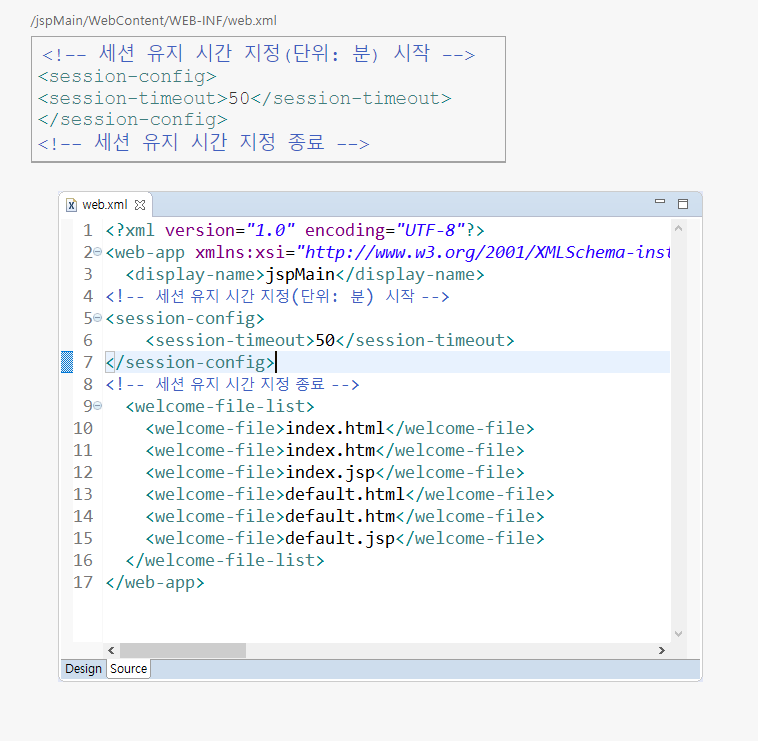 /jspMain/WebContent/WEB-INF/web.xml
<!-- 세션 유지 시간 지정(단위: 분) 시작 -->
<session-config>
<session-timeout>50</session-timeout>
</session-config>
<!-- 세션 유지 시간 지정 종료 -->
web.xml
1 <?xml version="1.0" encoding="UTF-8"?>
2 <web-app xmlns:xsi="http://www.w3.org/2001/XMLSchema-inst
3 <display-name>jspMain</display-name>
4 <!-- 세션 유지 시간 지정(단위: 분) 시작 -->
5 <session-config>
6 <session-timeout>50</session-timeout>
7 </session-config>
8 <!-- 세션 유지 시간 지정 종료 -->
9 <welcome-file-list>
10 <welcome-file>index.html</welcome-file>
11 <welcome-file>index.htm</welcome-file>
12 <welcome-file>index.jsp</welcome-file>
13 <welcome-file>default.html</welcome-file>
14 <welcome-file>default.htm</welcome-file>
15 <welcome-file>default.jsp</welcome-file>
16 </welcome-file-list>
17 </web-app>
Design Source